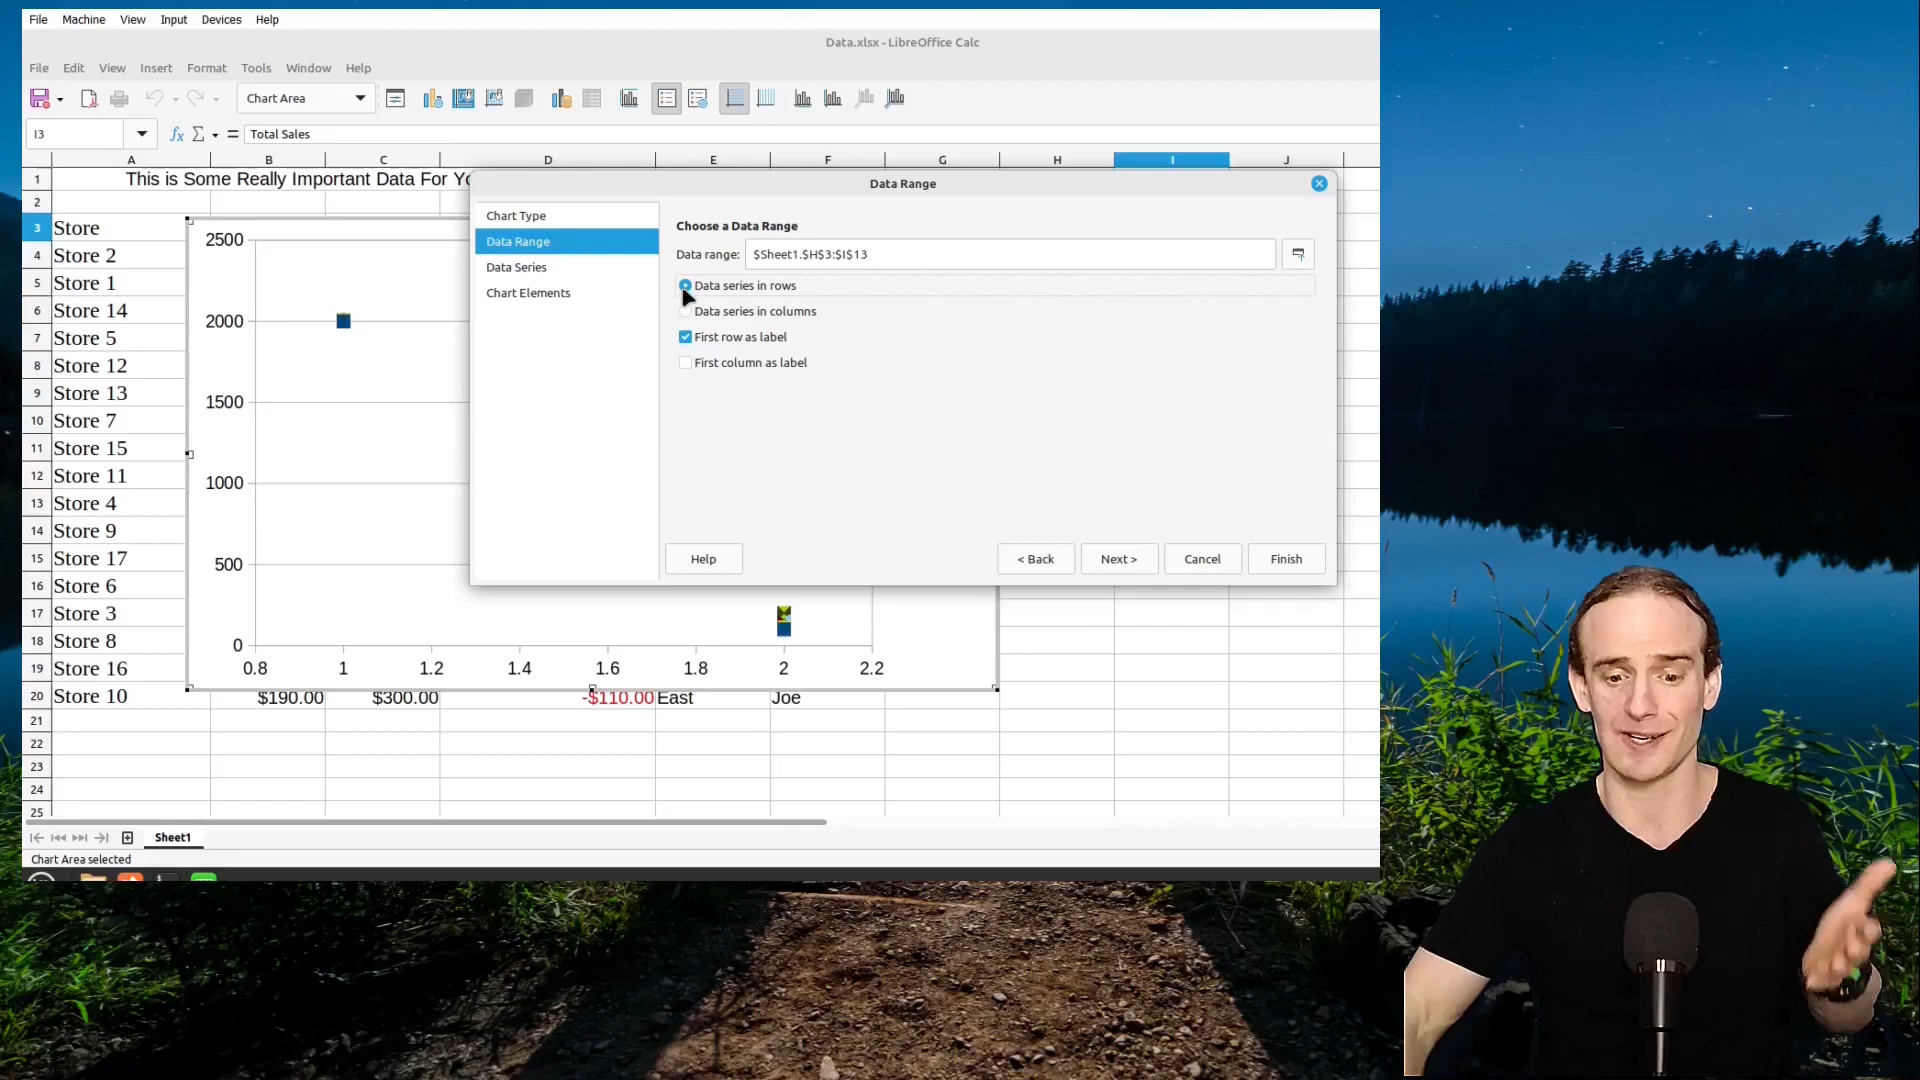 File Machine View Input Devices Help
Data.xlsx - LibreOffice Calc
File Edit View Insert Format Tools Window Help
Chart Area
I3
fx Σ = Total Sales
A B C D E F G H I J
1 This is Some Really Important Data For Yo
2
3 Store
4 Store 2
5 Store 1
6 Store 14
7 Store 5
8 Store 12
9 Store 13
10 Store 7
11 Store 15
12 Store 11
13 Store 4
14 Store 9
15 Store 17
16 Store 6
17 Store 3
18 Store 8
19 Store 16
20 Store 10 $190.00 $300.00 -$110.00 East Joe
21
22
23
24
25
2500
2000
1500
1000
500
0
0.8 1 1.2 1.4 1.6 1.8 2 2.2
Data Range
Chart Type
Data Range
Data Series
Chart Elements
Choose a Data Range
Data range: $Sheet1.$H$3:$I$13
Data series in rows
Data series in columns
First row as label
First column as label
Help < Back Next > Cancel Finish
Sheet1
Chart Area selected